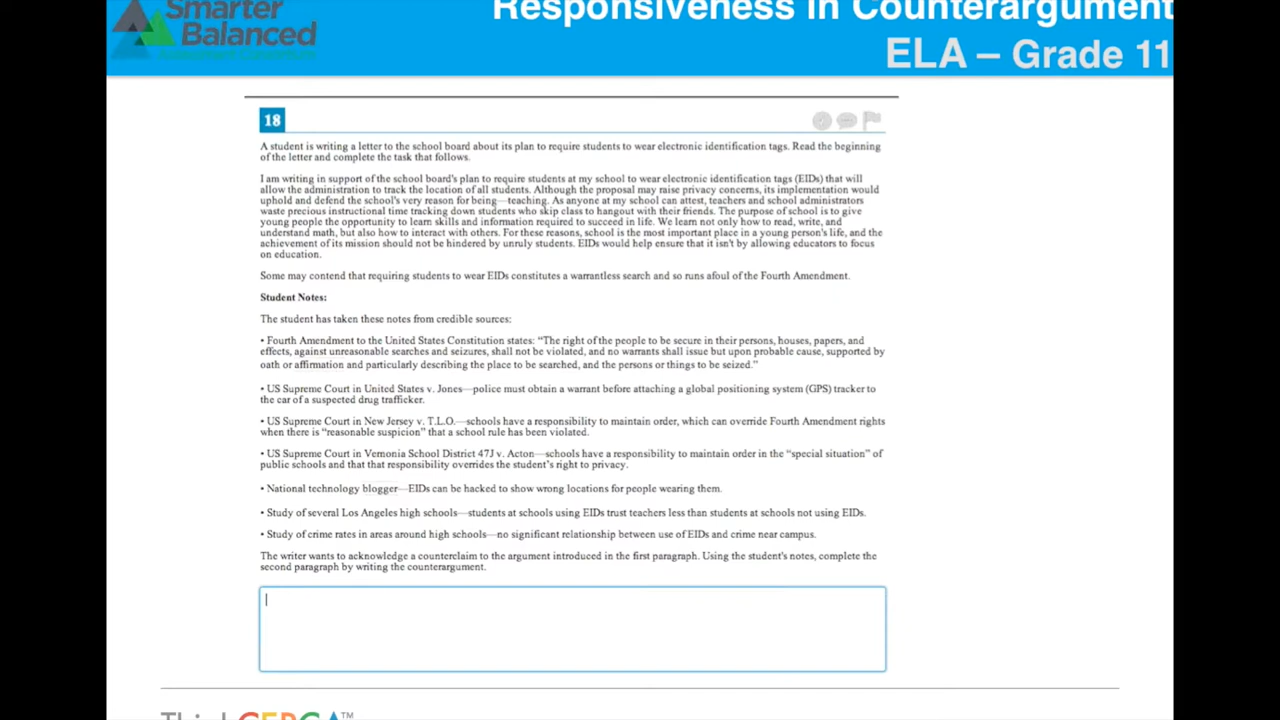 Smarter
Balanced
Responsiveness in Counterargument
ELA – Grade 11
18
A student is writing a letter to the school board about its plan to require students to wear electronic identification tags. Read the beginning
of the letter and complete the task that follows.
I am writing in support of the school board's plan to require students at my school to wear electronic identification tags (EIDs) that will
allow the administration to track the location of all students. Although the proposal may raise privacy concerns, its implementation would
uphold and defend the school's very reason for being—teaching. As anyone at my school can attest, teachers and school administrators
waste precious instructional time tracking down students who skip class to hangout with their friends. The purpose of school is to give
young people the opportunity to learn skills and information required to succeed in life. We learn not only how to read, write, and
understand math, but also how to interact with others. For these reasons, school is the most important place in a young person's life, and the
achievement of its mission should not be hindered by unruly students. EIDs would help ensure that it isn't by allowing educators to focus
on education.
Some may contend that requiring students to wear EIDs constitutes a warrantless search and so runs afoul of the Fourth Amendment.
Student Notes:
The student has taken these notes from credible sources:
• Fourth Amendment to the United States Constitution states: “The right of the people to be secure in their persons, houses, papers, and
effects, against unreasonable searches and seizures, shall not be violated, and no warrants shall issue but upon probable cause, supported by
oath or affirmation and particularly describing the place to be searched, and the persons or things to be seized.”
• US Supreme Court in United States v. Jones—police must obtain a warrant before attaching a global positioning system (GPS) tracker to
the car of a suspected drug trafficker.
• US Supreme Court in New Jersey v. T.L.O.—schools have a responsibility to maintain order, which can override Fourth Amendment rights
when there is “reasonable suspicion” that a school rule has been violated.
• US Supreme Court in Vernonia School District 47J v. Acton—schools have a responsibility to maintain order in the “special situation” of
public schools and that that responsibility overrides the student's right to privacy.
• National technology blogger—EIDs can be hacked to show wrong locations for people wearing them.
• Study of several Los Angeles high schools—students at schools using EIDs trust teachers less than students at schools not using EIDs.
• Study of crime rates in areas around high schools—no significant relationship between use of EIDs and crime near campus.
The writer wants to acknowledge a counterclaim to the argument introduced in the first paragraph. Using the student's notes, complete the
second paragraph by writing the counterargument.